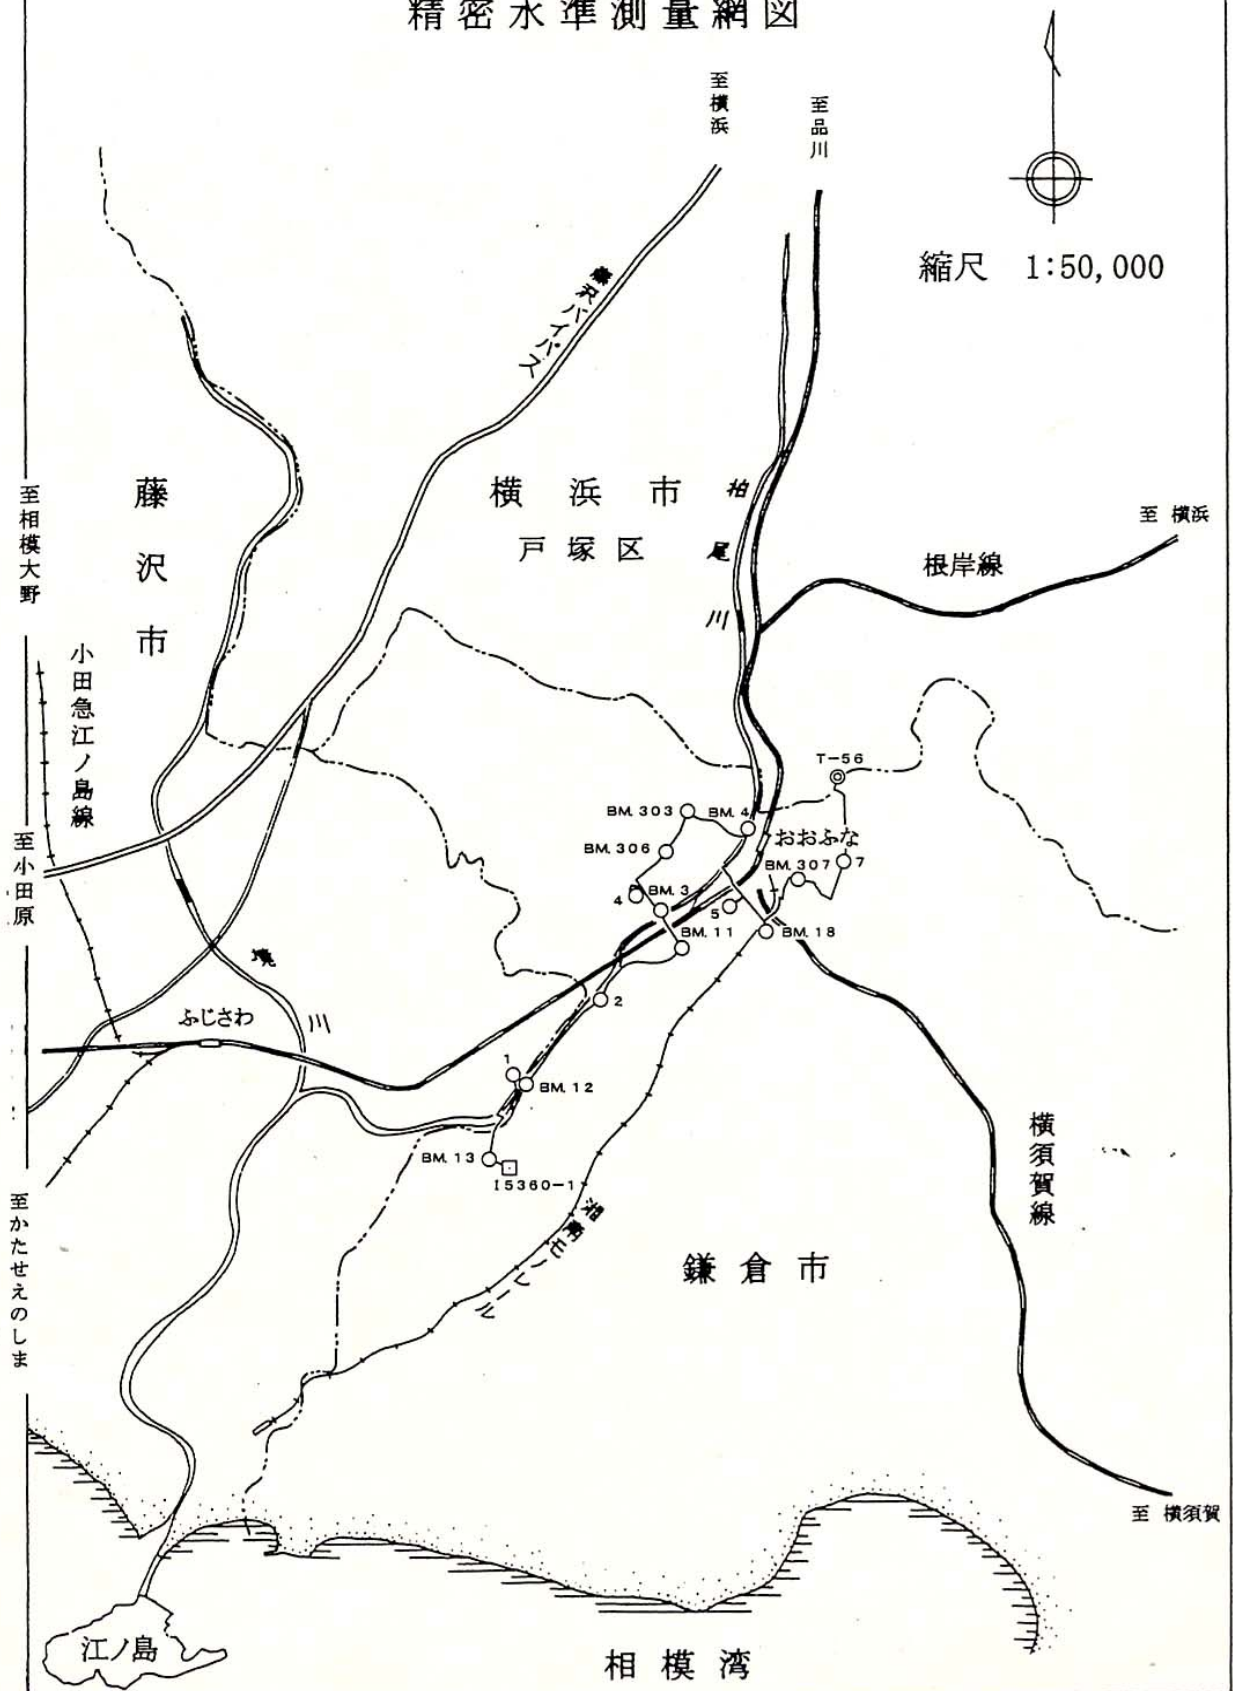 精密水準測量網図
至横浜
至品川
縮尺 1:50,000
藤沢バイパス
藤沢市
横浜市
戸塚区
柏尾川
至相模大野
至 横浜
根岸線
小田急江ノ島線
T-56
BM.303
BM.4
おおふな
BM.306
BM.307
7
至小田原
4
BM.3
5
BM.11
BM.18
境川
2
ふじさわ
1
BM.12
横須賀線
BM.13
I5360-1
至かたせえのしま
湘南モノレール
鎌倉市
至 横須賀
江ノ島
相模湾